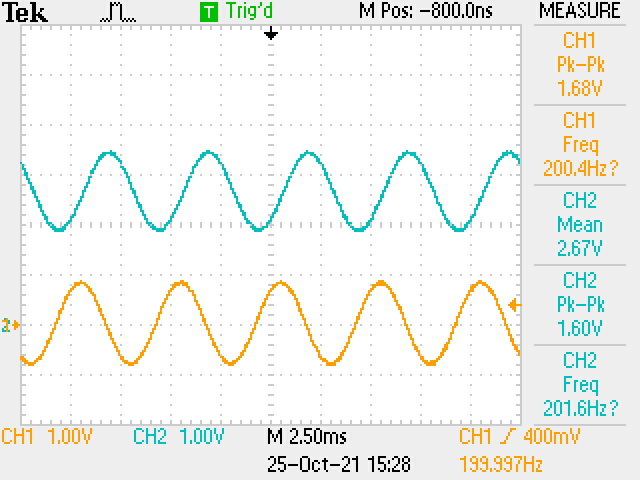 Tek T Trig'd M Pos: -800.0ns MEASURE
CH1
Pk-Pk
1.68V
CH1
Freq
200.4Hz?
CH2
Mean
2.67V
CH2
Pk-Pk
1.60V
CH2
Freq
201.6Hz?
CH1 1.00V CH2 1.00V M 2.50ms CH1 400mV
25-Oct-21 15:28 199.997Hz